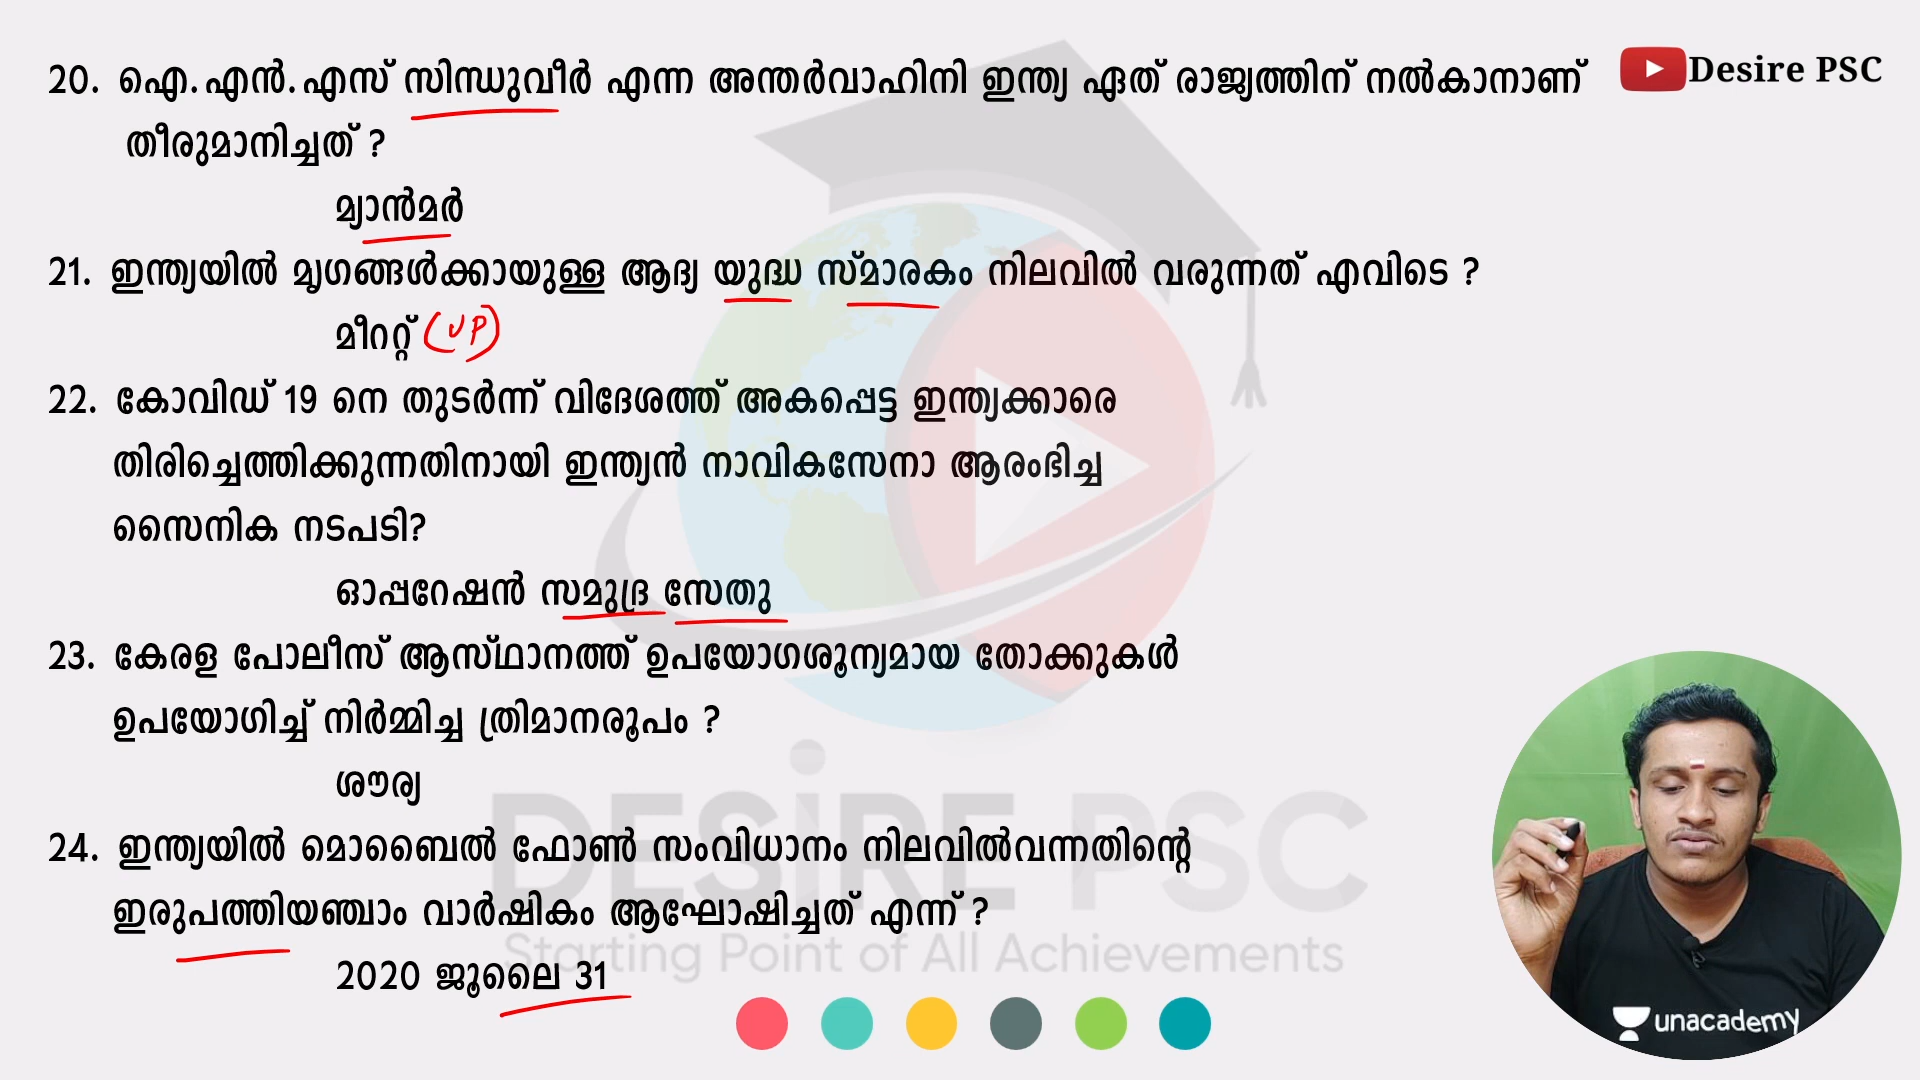 20. ഐ.എൻ.എസ് സിന്ധുവീർ എന്ന അന്തർവാഹിനി ഇന്ത്യ ഏത് രാജ്യത്തിന് നൽകാനാണ്
തീരുമാനിച്ചത് ?
മ്യാൻമർ
21. ഇന്ത്യയിൽ മൃഗങ്ങൾക്കായുള്ള ആദ്യ യുദ്ധ സ്മാരകം നിലവിൽ വരുന്നത് എവിടെ ?
മീററ്റ് (UP)
22. കോവിഡ് 19 നെ തുടർന്ന് വിദേശത്ത് അകപ്പെട്ട ഇന്ത്യക്കാരെ
തിരിച്ചെത്തിക്കുന്നതിനായി ഇന്ത്യൻ നാവികസേനാ ആരംഭിച്ച
സൈനിക നടപടി?
ഓപ്പറേഷൻ സമുദ്ര സേതു
23. കേരള പോലീസ് ആസ്ഥാനത്ത് ഉപയോഗശൂന്യമായ തോക്കുകൾ
ഉപയോഗിച്ച് നിർമ്മിച്ച ത്രിമാനരൂപം ?
ശൗര്യ
24. ഇന്ത്യയിൽ മൊബൈൽ ഫോൺ സംവിധാനം നിലവിൽവന്നതിന്റെ
ഇരുപത്തിയഞ്ചാം വാർഷികം ആഘോഷിച്ചത് എന്ന് ?
2020 ജൂലൈ 31
Desire PSC
DESIRE PSC
Starting Point of All Achievements
unacademy